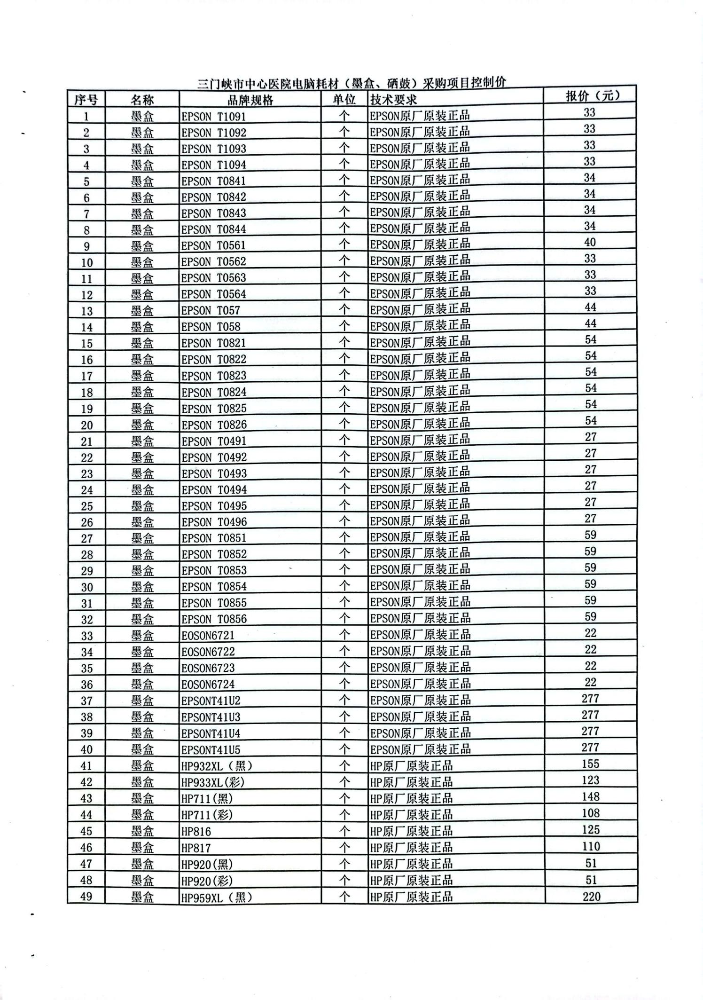 三门峡市中心医院电脑耗材（墨盒、硒鼓）采购项目控制价
序号 名称 品牌规格 单位 技术要求 报价（元）
1 墨盒 EPSON T1091 个 EPSON原厂原装正品 33
2 墨盒 EPSON T1092 个 EPSON原厂原装正品 33
3 墨盒 EPSON T1093 个 EPSON原厂原装正品 33
4 墨盒 EPSON T1094 个 EPSON原厂原装正品 33
5 墨盒 EPSON T0841 个 EPSON原厂原装正品 34
6 墨盒 EPSON T0842 个 EPSON原厂原装正品 34
7 墨盒 EPSON T0843 个 EPSON原厂原装正品 34
8 墨盒 EPSON T0844 个 EPSON原厂原装正品 34
9 墨盒 EPSON T0561 个 EPSON原厂原装正品 40
10 墨盒 EPSON T0562 个 EPSON原厂原装正品 33
11 墨盒 EPSON T0563 个 EPSON原厂原装正品 33
12 墨盒 EPSON T0564 个 EPSON原厂原装正品 33
13 墨盒 EPSON T057 个 EPSON原厂原装正品 44
14 墨盒 EPSON T058 个 EPSON原厂原装正品 44
15 墨盒 EPSON T0821 个 EPSON原厂原装正品 54
16 墨盒 EPSON T0822 个 EPSON原厂原装正品 54
17 墨盒 EPSON T0823 个 EPSON原厂原装正品 54
18 墨盒 EPSON T0824 个 EPSON原厂原装正品 54
19 墨盒 EPSON T0825 个 EPSON原厂原装正品 54
20 墨盒 EPSON T0826 个 EPSON原厂原装正品 54
21 墨盒 EPSON T0491 个 EPSON原厂原装正品 27
22 墨盒 EPSON T0492 个 EPSON原厂原装正品 27
23 墨盒 EPSON T0493 个 EPSON原厂原装正品 27
24 墨盒 EPSON T0494 个 EPSON原厂原装正品 27
25 墨盒 EPSON T0495 个 EPSON原厂原装正品 27
26 墨盒 EPSON T0496 个 EPSON原厂原装正品 27
27 墨盒 EPSON T0851 个 EPSON原厂原装正品 59
28 墨盒 EPSON T0852 个 EPSON原厂原装正品 59
29 墨盒 EPSON T0853 个 EPSON原厂原装正品 59
30 墨盒 EPSON T0854 个 EPSON原厂原装正品 59
31 墨盒 EPSON T0855 个 EPSON原厂原装正品 59
32 墨盒 EPSON T0856 个 EPSON原厂原装正品 59
33 墨盒 EOSON6721 个 EPSON原厂原装正品 22
34 墨盒 EOSON6722 个 EPSON原厂原装正品 22
35 墨盒 EOSON6723 个 EPSON原厂原装正品 22
36 墨盒 EOSON6724 个 EPSON原厂原装正品 22
37 墨盒 EPSONT41U2 个 EPSON原厂原装正品 277
38 墨盒 EPSONT41U3 个 EPSON原厂原装正品 277
39 墨盒 EPSONT41U4 个 EPSON原厂原装正品 277
40 墨盒 EPSONT41U5 个 EPSON原厂原装正品 277
41 墨盒 HP932XL（黑） 个 HP原厂原装正品 155
42 墨盒 HP933XL(彩) 个 HP原厂原装正品 123
43 墨盒 HP711(黑) 个 HP原厂原装正品 148
44 墨盒 HP711(彩) 个 HP原厂原装正品 108
45 墨盒 HP816 个 HP原厂原装正品 125
46 墨盒 HP817 个 HP原厂原装正品 110
47 墨盒 HP920(黑) 个 HP原厂原装正品 51
48 墨盒 HP920(彩) 个 HP原厂原装正品 51
49 墨盒 HP959XL（黑） 个 HP原厂原装正品 220